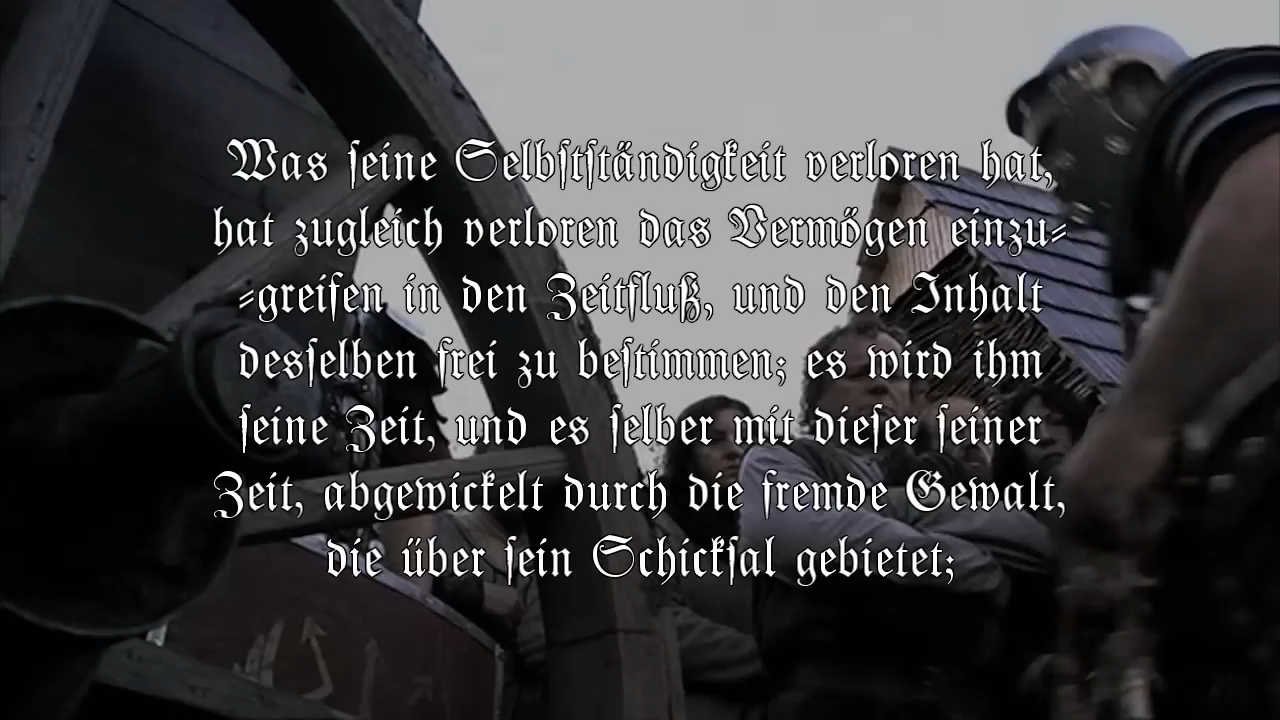 Was ſeine Selbſtſtändigkeit verloren hat,
hat zugleich verloren das Vermögen einzu⸗
⸗greifen in den Zeitfluß, und den Inhalt
desſelben frei zu beſtimmen; es wird ihm
ſeine Zeit, und es ſelber mit dieſer ſeiner
Zeit, abgewickelt durch die fremde Gewalt,
die über ſein Schickſal gebietet;